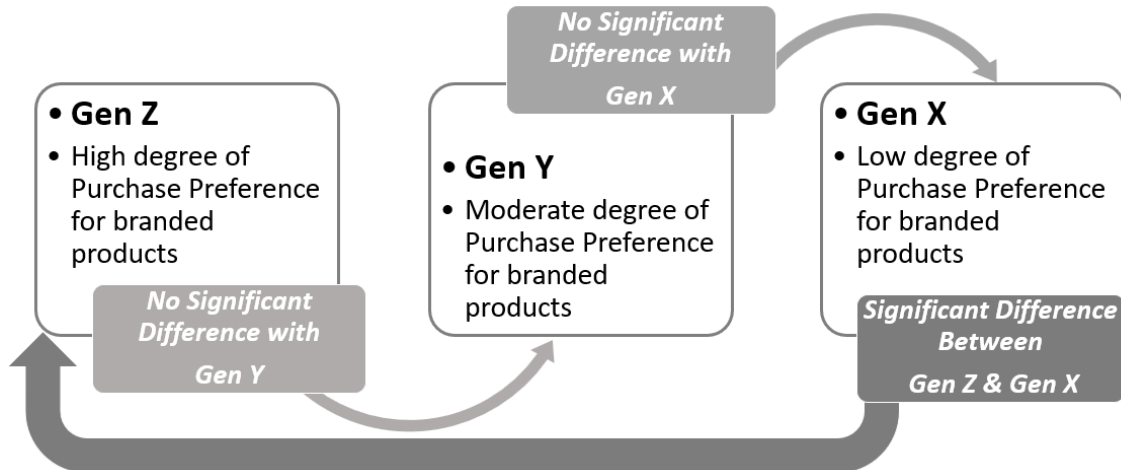 • Gen Z
• High degree of
Purchase Preference
for branded
products
No Significant
Difference with
Gen Y
• Gen Y
• Moderate degree of
Purchase Preference
for branded
products
No Significant
Difference with
Gen X
• Gen X
• Low degree of
Purchase Preference
for branded
products
Significant Difference
Between
Gen Z & Gen X